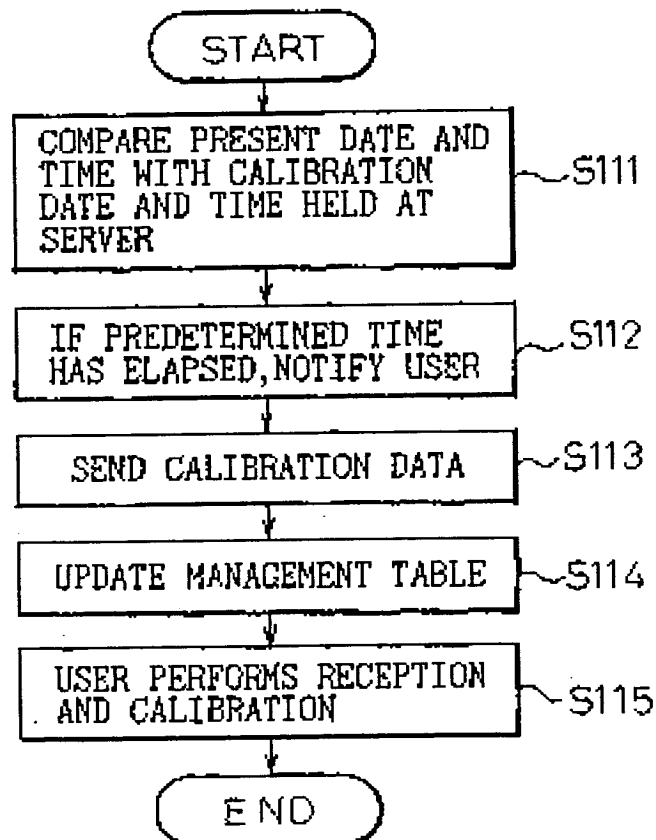 START
COMPARE PRESENT DATE AND
TIME WITH CALIBRATION
DATE AND TIME HELD AT
SERVER
S111
IF PREDETERMINED TIME
HAS ELAPSED, NOTIFY USER
S112
SEND CALIBRATION DATA
S113
UPDATE MANAGEMENT TABLE
S114
USER PERFORMS RECEPTION
AND CALIBRATION
S115
END